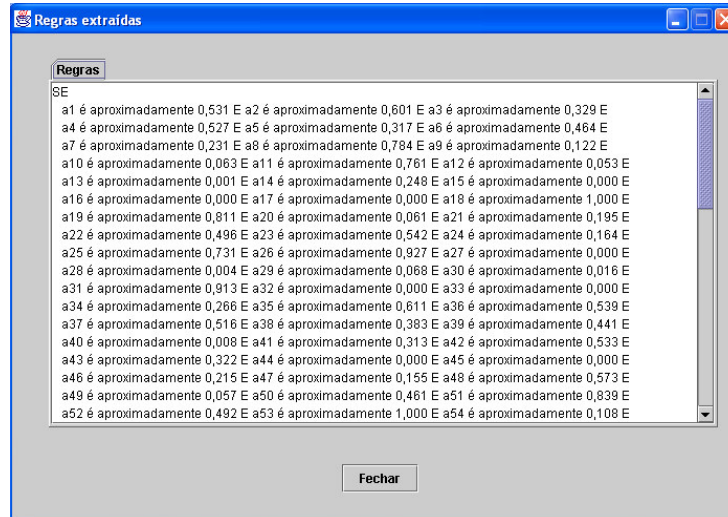 Regras extraídas
Regras
SE
a1 é aproximadamente 0,531 E a2 é aproximadamente 0,601 E a3 é aproximadamente 0,329 E
a4 é aproximadamente 0,527 E a5 é aproximadamente 0,317 E a6 é aproximadamente 0,464 E
a7 é aproximadamente 0,231 E a8 é aproximadamente 0,784 E a9 é aproximadamente 0,122 E
a10 é aproximadamente 0,063 E a11 é aproximadamente 0,761 E a12 é aproximadamente 0,053 E
a13 é aproximadamente 0,001 E a14 é aproximadamente 0,248 E a15 é aproximadamente 0,000 E
a16 é aproximadamente 0,000 E a17 é aproximadamente 0,000 E a18 é aproximadamente 1,000 E
a19 é aproximadamente 0,811 E a20 é aproximadamente 0,061 E a21 é aproximadamente 0,195 E
a22 é aproximadamente 0,496 E a23 é aproximadamente 0,542 E a24 é aproximadamente 0,164 E
a25 é aproximadamente 0,731 E a26 é aproximadamente 0,927 E a27 é aproximadamente 0,000 E
a28 é aproximadamente 0,004 E a29 é aproximadamente 0,068 E a30 é aproximadamente 0,016 E
a31 é aproximadamente 0,913 E a32 é aproximadamente 0,000 E a33 é aproximadamente 0,000 E
a34 é aproximadamente 0,266 E a35 é aproximadamente 0,611 E a36 é aproximadamente 0,539 E
a37 é aproximadamente 0,516 E a38 é aproximadamente 0,383 E a39 é aproximadamente 0,441 E
a40 é aproximadamente 0,008 E a41 é aproximadamente 0,313 E a42 é aproximadamente 0,533 E
a43 é aproximadamente 0,322 E a44 é aproximadamente 0,000 E a45 é aproximadamente 0,000 E
a46 é aproximadamente 0,215 E a47 é aproximadamente 0,155 E a48 é aproximadamente 0,573 E
a49 é aproximadamente 0,057 E a50 é aproximadamente 0,461 E a51 é aproximadamente 0,839 E
a52 é aproximadamente 0,492 E a53 é aproximadamente 1,000 E a54 é aproximadamente 0,108 E
Fechar